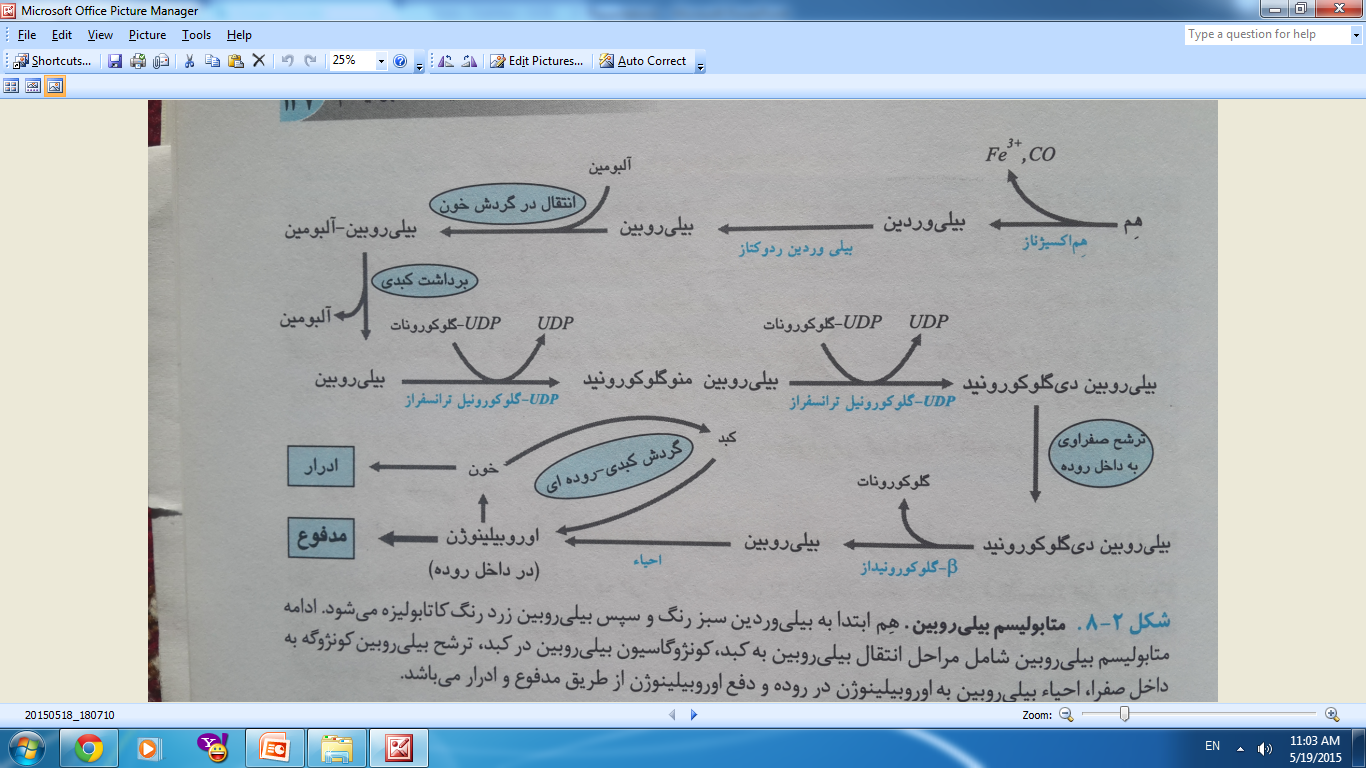 Microsoft Office Picture Manager
File Edit View Picture Tools Help
Type a question for help
Shortcuts... 25% Edit Pictures... Auto Correct
Fe3+,CO
آلبومین
انتقال در گردش خون
هِم
بیلی‌وردین
بیلی‌روبین
بیلی‌روبین-آلبومین
هِم‌اکسیژناز
بیلی وردین ردوکتاز
برداشت کبدی
آلبومین
UDP-گلوکورونات UDP
UDP-گلوکورونات UDP
بیلی‌روبین
منوگلوکورونید
بیلی‌روبین
بیلی‌روبین دی‌گلوکورونید
UDP-گلوکورونیل ترانسفراز
UDP-گلوکورونیل ترانسفراز
ترشح صفراوی
به داخل روده
کبد
گردش کبدی-روده ای
خون
ادرار
گلوکورونات
مدفوع
اوروبیلینوژن
(در داخل روده)
بیلی‌روبین
بیلی‌روبین دی‌گلوکورونید
احیاء
β-گلوکورونیداز
شکل ۲-۸. متابولیسم بیلی‌روبین. هِم ابتدا به بیلی‌وردین سبز رنگ و سپس بیلی‌روبین زرد رنگ کاتابولیزه می‌شود. ادامه
متابولیسم بیلی‌روبین شامل مراحل انتقال بیلی‌روبین به کبد، کونژوگاسیون بیلی‌روبین در کبد، ترشح بیلی‌روبین کونژوگه به
داخل صفرا، احیاء بیلی‌روبین به اوروبیلینوژن در روده و دفع اوروبیلینوژن از طریق مدفوع و ادرار می‌باشد.
20150518_180710
Zoom:
EN
11:03 AM
5/19/2015